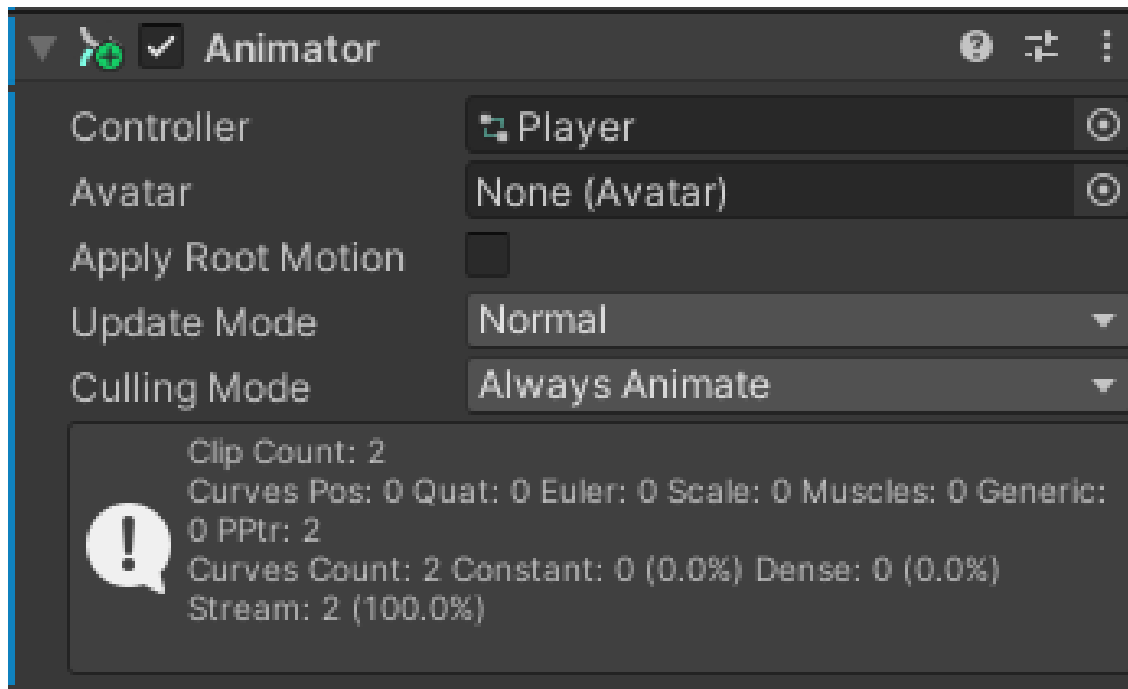 Animator
Controller
Player
Avatar
None (Avatar)
Apply Root Motion
Update Mode
Normal
Culling Mode
Always Animate
Clip Count: 2
Curves Pos: 0 Quat: 0 Euler: 0 Scale: 0 Muscles: 0 Generic:
0 PPtr: 2
Curves Count: 2 Constant: 0 (0.0%) Dense: 0 (0.0%)
Stream: 2 (100.0%)